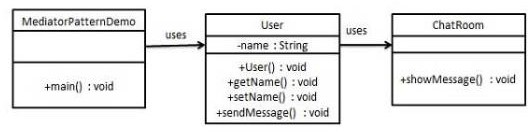 MediatorPatternDemo
+main() : void
uses
User
-name : String
+User() : void
+getName() : void
+setName() : void
+sendMessage() : void
uses
ChatRoom
+showMessage() : void